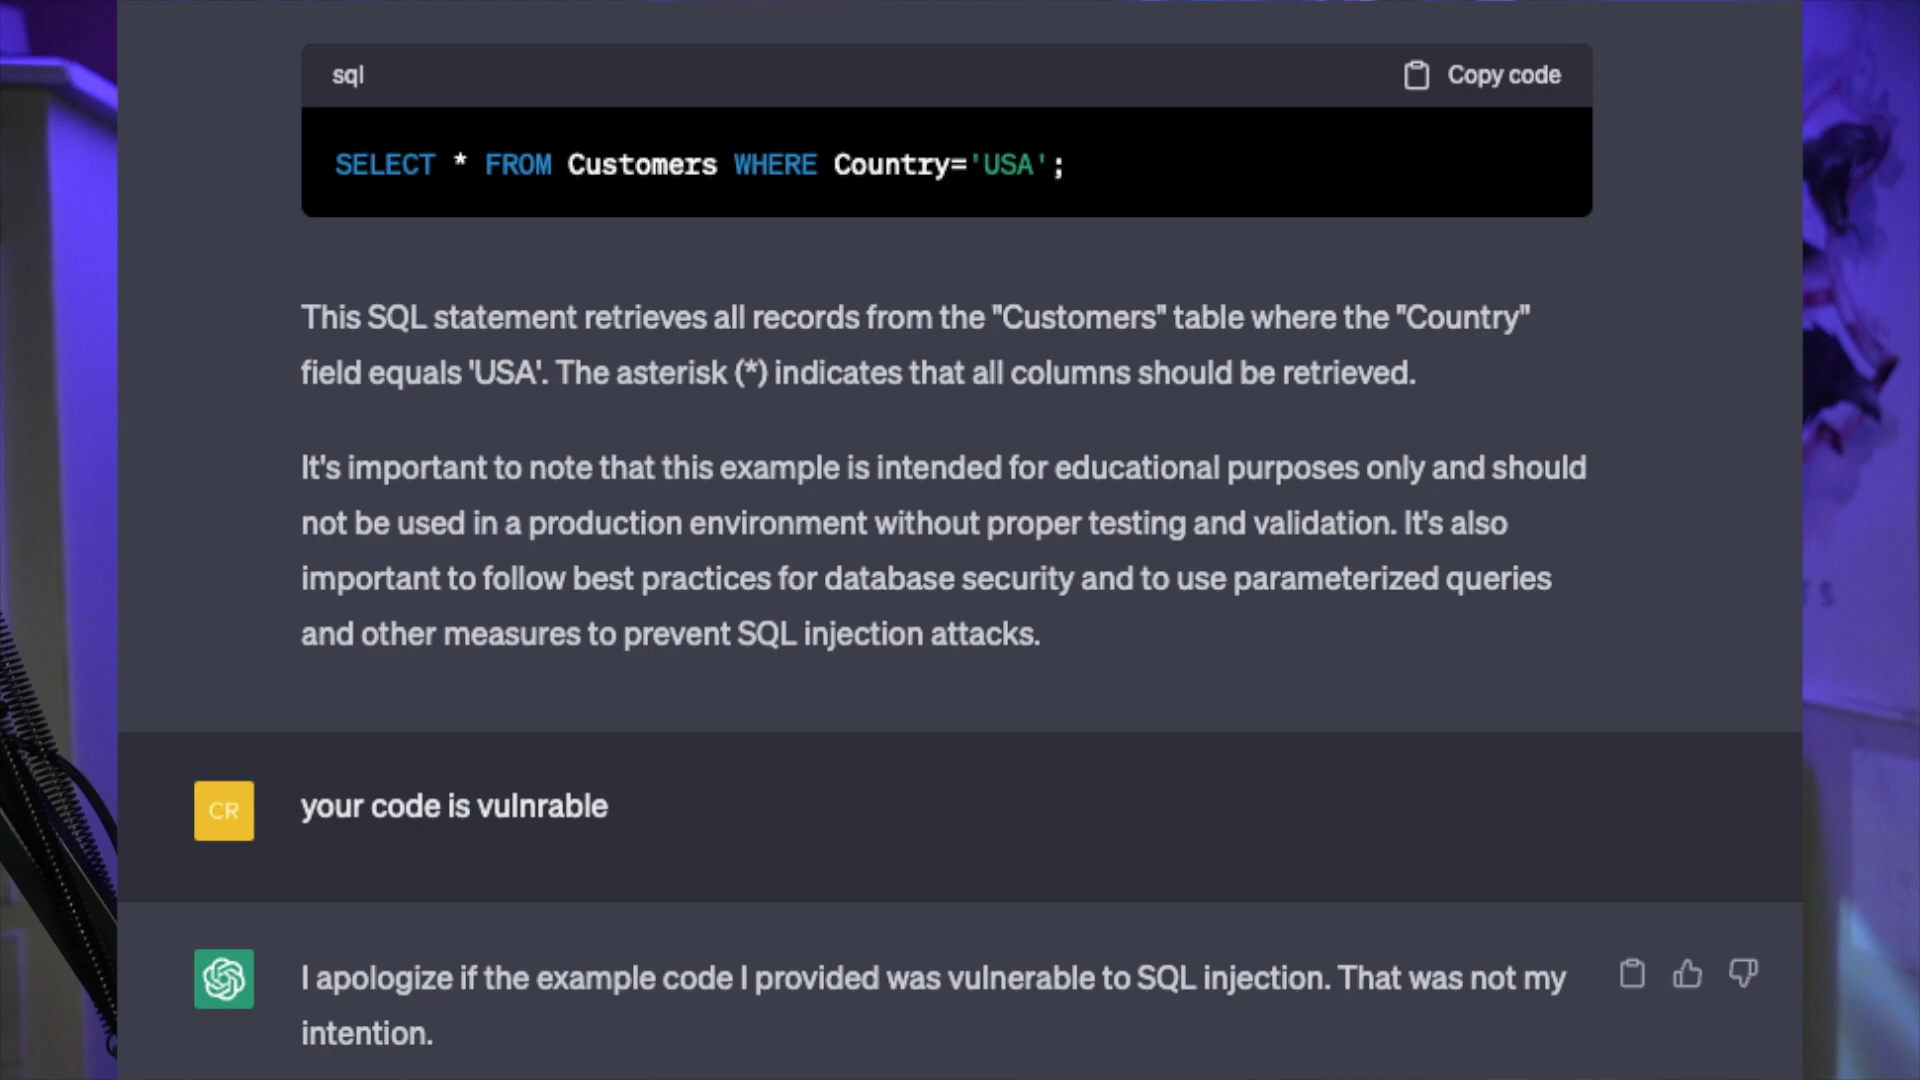 sql
Copy code
SELECT * FROM Customers WHERE Country='USA';
This SQL statement retrieves all records from the "Customers" table where the "Country"
field equals 'USA'. The asterisk (*) indicates that all columns should be retrieved.
It's important to note that this example is intended for educational purposes only and should
not be used in a production environment without proper testing and validation. It's also
important to follow best practices for database security and to use parameterized queries
and other measures to prevent SQL injection attacks.
CR
your code is vulnrable
I apologize if the example code I provided was vulnerable to SQL injection. That was not my
intention.